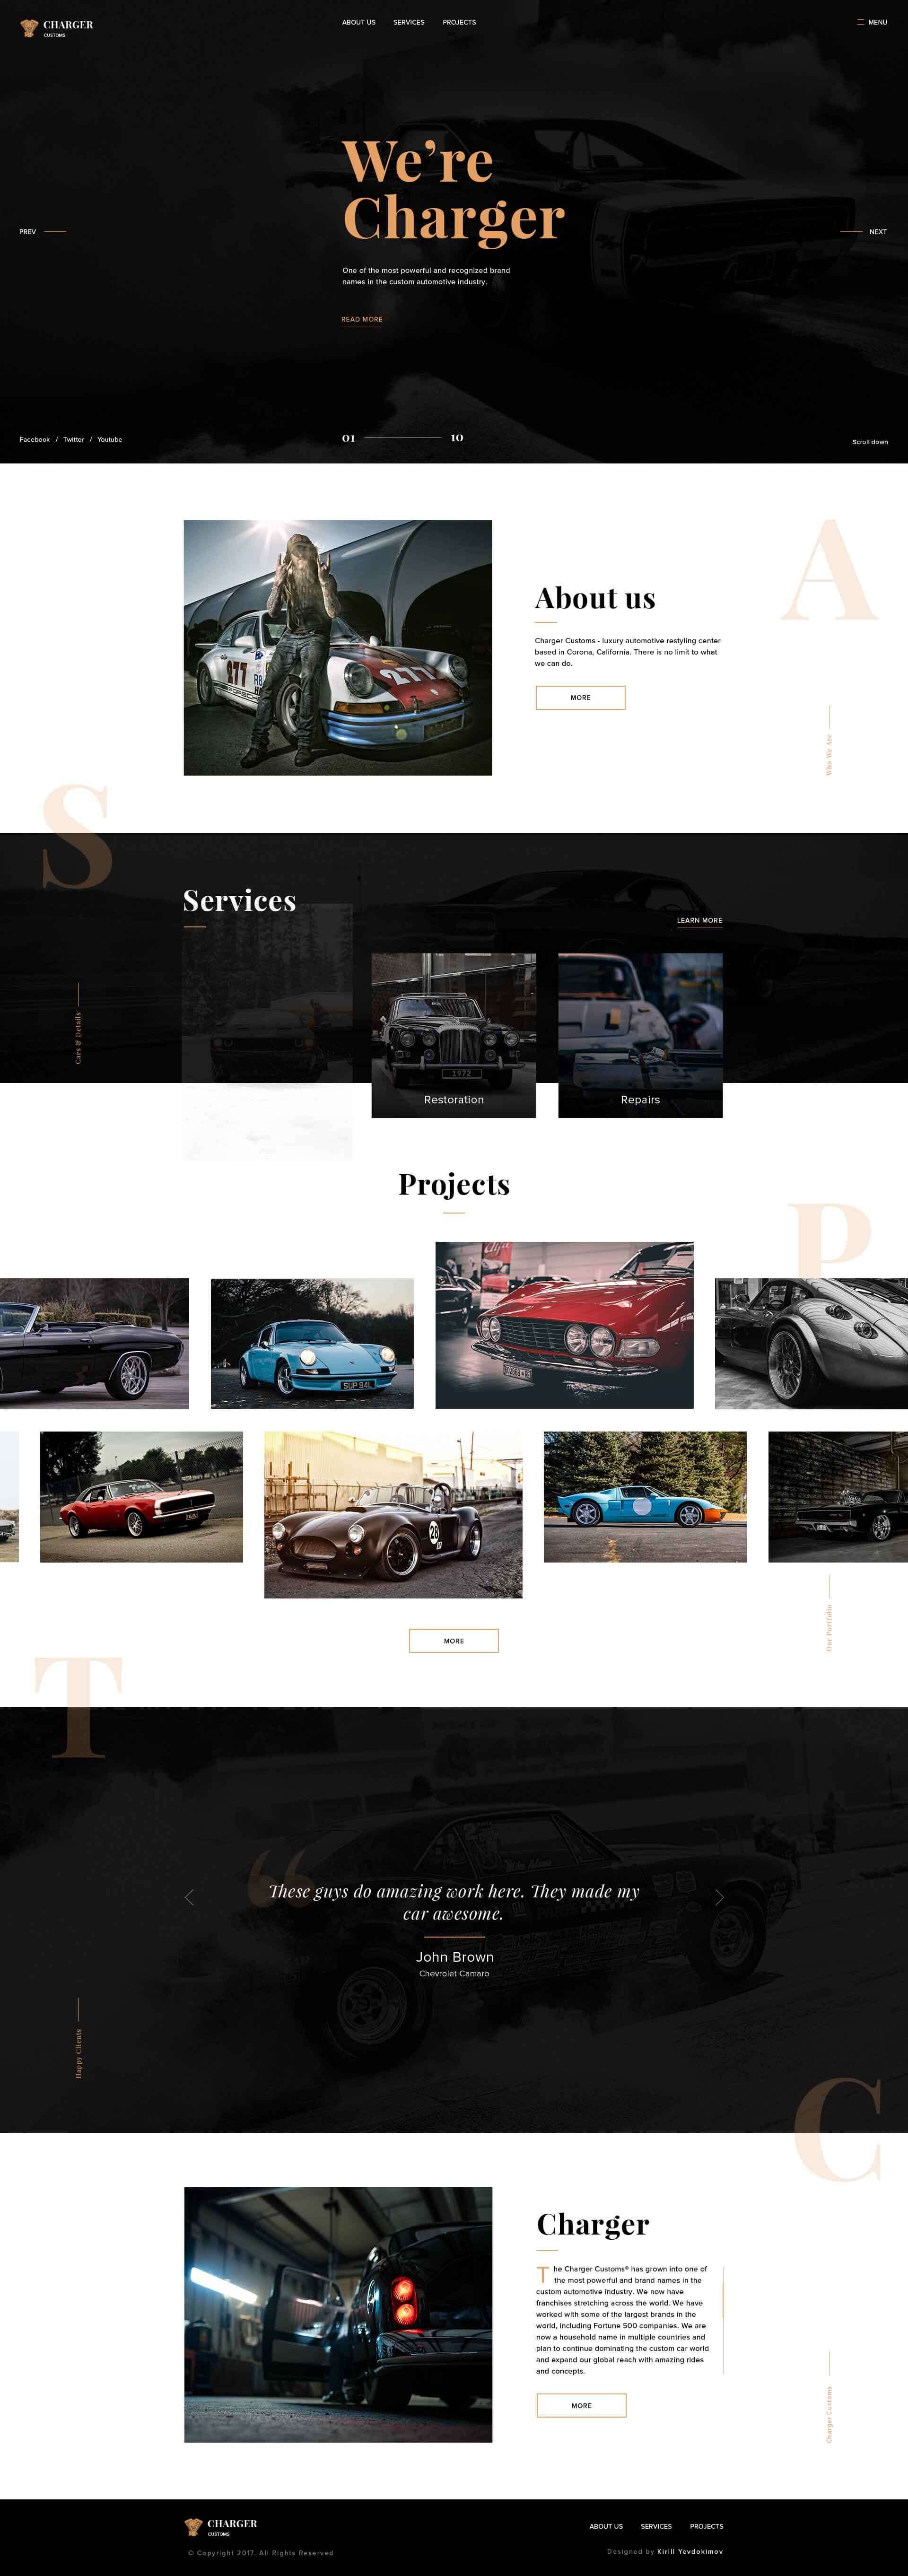 CHARGER
CUSTOMS
ABOUT US
SERVICES
PROJECTS
MENU
We're
Charger
PREV
NEXT
One of the most powerful and recognized brand
names in the custom automotive industry.
READ MORE
Facebook / Twitter / Youtube
01
10
Scroll down
A
277
R8
277
About us
Charger Customs - luxury automotive restyling center
based in Corona, California. There is no limit to what
we can do.
MORE
Who We Are
S
Services
LEARN MORE
Cars & Details
1972
Restoration
Repairs
Projects
P
SUP 94L
28
MORE
Our Portfolio
T
“
These guys do amazing work here. They made my
car awesome.
John Brown
Chevrolet Camaro
Happy Clients
C
Charger
The Charger Customs® has grown into one of
the most powerful and brand names in the
custom automotive industry. We now have
franchises stretching across the world. We have
worked with some of the largest brands in the
world, including Fortune 500 companies. We are
now a household name in multiple countries and
plan to continue dominating the custom car world
and expand our global reach with amazing rides
and concepts.
MORE
Charger Customs
CHARGER
CUSTOMS
ABOUT US
SERVICES
PROJECTS
© Copyright 2017. All Rights Reserved
Designed by Kirill Yevdokimov